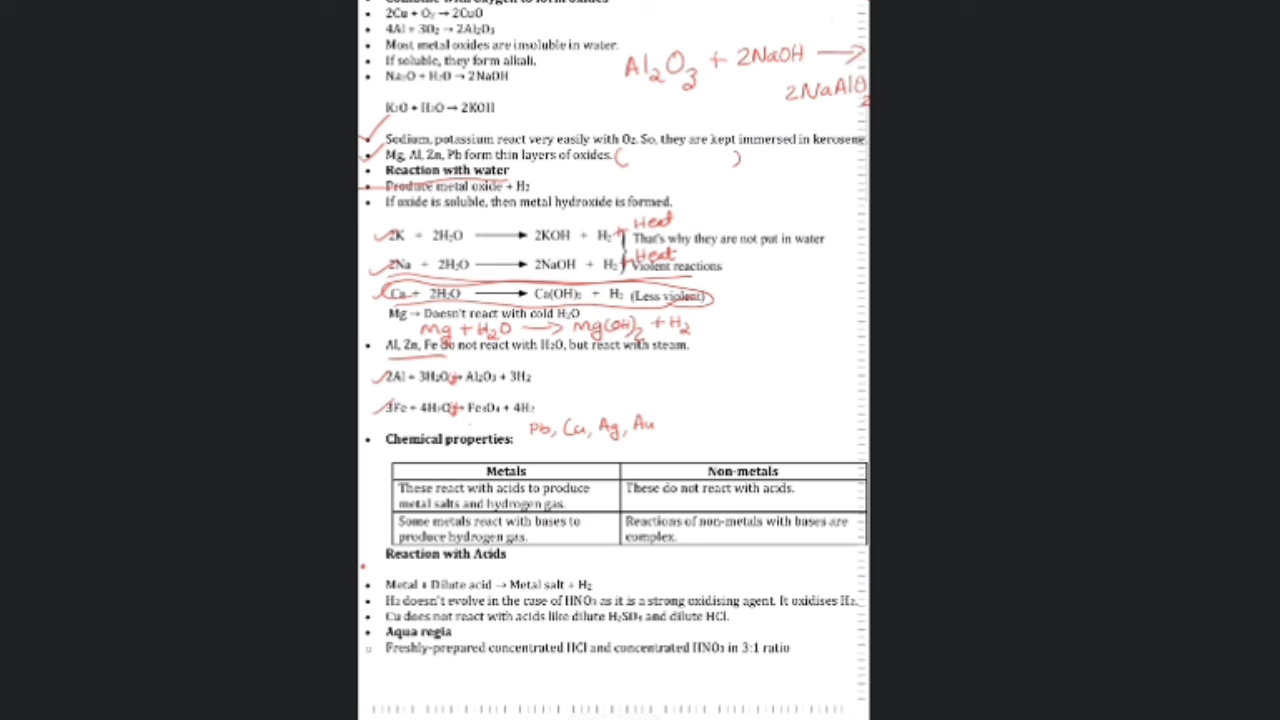 Combine with oxygen to form oxides
• 2Cu + O₂ → 2CuO
• 4Al + 3O₂ → 2Al₂O₃
• Most metal oxides are insoluble in water.
• If soluble, they form alkali.
• Na₂O + H₂O → 2NaOH
Al₂O₃ + 2NaOH →
2NaAlO₂
K₂O + H₂O → 2KOH
• Sodium, potassium react very easily with O₂. So, they are kept immersed in kerosene.
• Mg, Al, Zn, Pb form thin layers of oxides. ( )
• Reaction with water
• Produce metal oxide + H₂
• If oxide is soluble, then metal hydroxide is formed.
2K + 2H₂O → 2KOH + H₂ + Heat
That's why they are not put in water
2Na + 2H₂O → 2NaOH + H₂ + Heat
Violent reactions
Ca + 2H₂O → Ca(OH)₂ + H₂ (Less violent)
Mg → Doesn't react with cold H₂O
Mg + H₂O → Mg(OH)₂ + H₂
• Al, Zn, Fe do not react with H₂O, but react with steam.
2Al + 3H₂O → Al₂O₃ + 3H₂
3Fe + 4H₂O → Fe₃O₄ + 4H₂
Pb, Cu, Ag, Au
• Chemical properties:
Metals Non-metals
These react with acids to produce metal salts and hydrogen gas. These do not react with acids.
Some metals react with bases to produce hydrogen gas. Reactions of non-metals with bases are complex.
Reaction with Acids
• Metal + Dilute acid → Metal salt + H₂
• H₂ doesn't evolve in the case of HNO₃ as it is a strong oxidising agent. It oxidises H₂.
• Cu does not react with acids like dilute H₂SO₄ and dilute HCl.
• Aqua regia
Freshly-prepared concentrated HCl and concentrated HNO₃ in 3:1 ratio